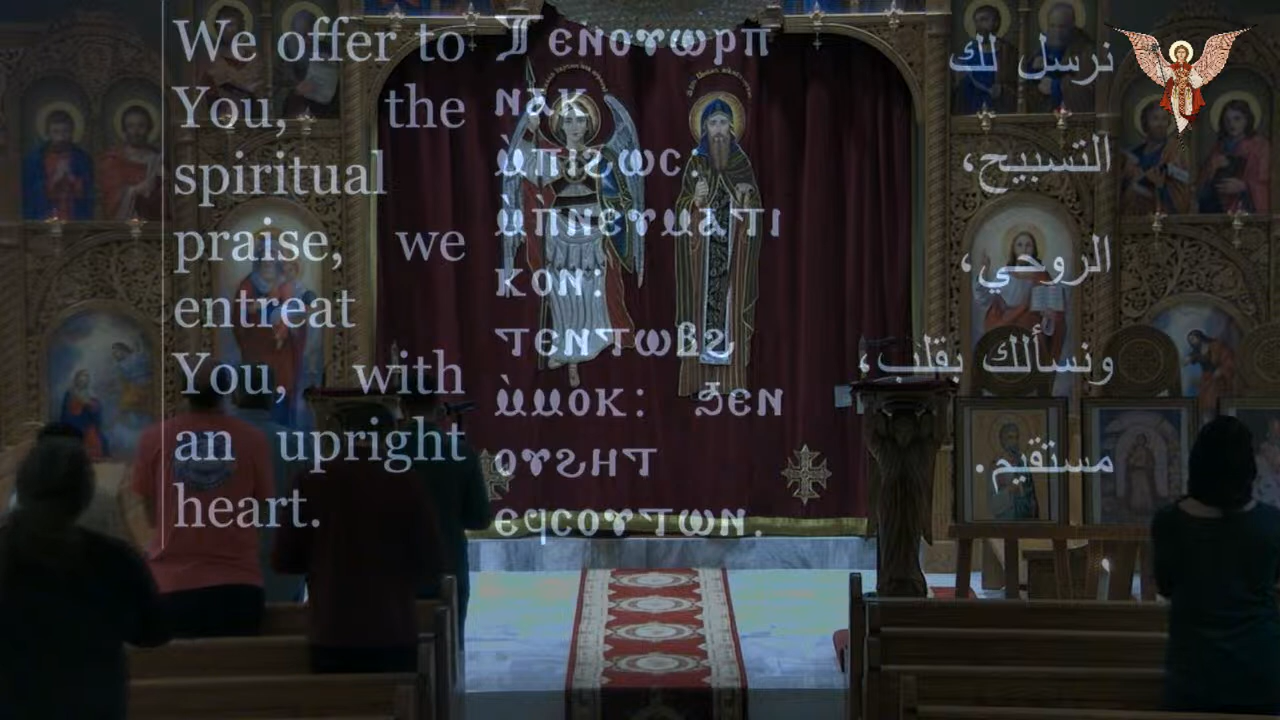 We offer to
You, the
spiritual
praise, we
entreat
You, with
an upright
heart.
Ⲧⲉⲛⲟⲩⲱⲣⲡ
ⲛⲁⲕ
ⲙ̀ⲡⲓϩⲱⲥ:
ⲙ̀ⲡ̀ⲛⲉⲩⲙⲁⲧⲓ
ⲕⲟⲛ:
ⲧⲉⲛⲧⲱⲃϩ
ⲙ̀ⲙⲟⲕ: ϧⲉⲛ
ⲟⲩϩⲏⲧ
ⲉϥⲥⲟⲩⲧⲱⲛ.
نرسل لك
التسبيح،
الروحي،
ونسألك بقلب،
مستقيم.